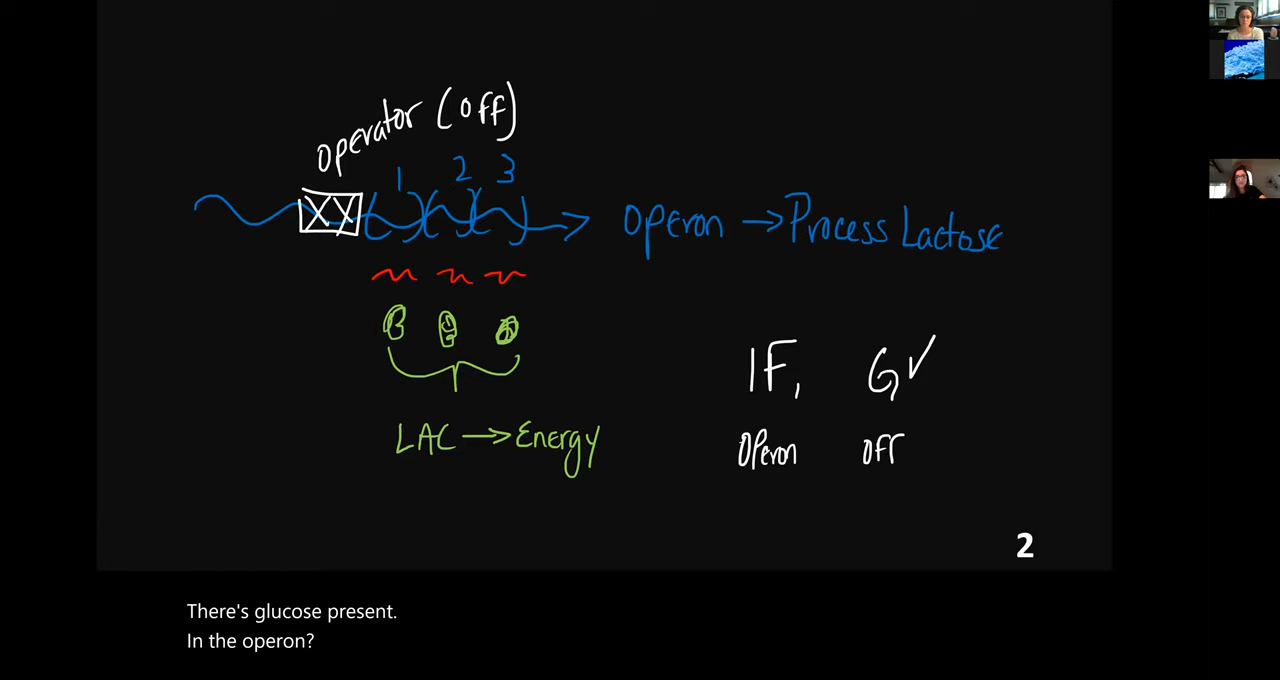 Operator (Off)
1 2 3
XX
Operon → Process Lactose
IF, G✓
LAC → Energy
Operon Off
2
There's glucose present.
In the operon?